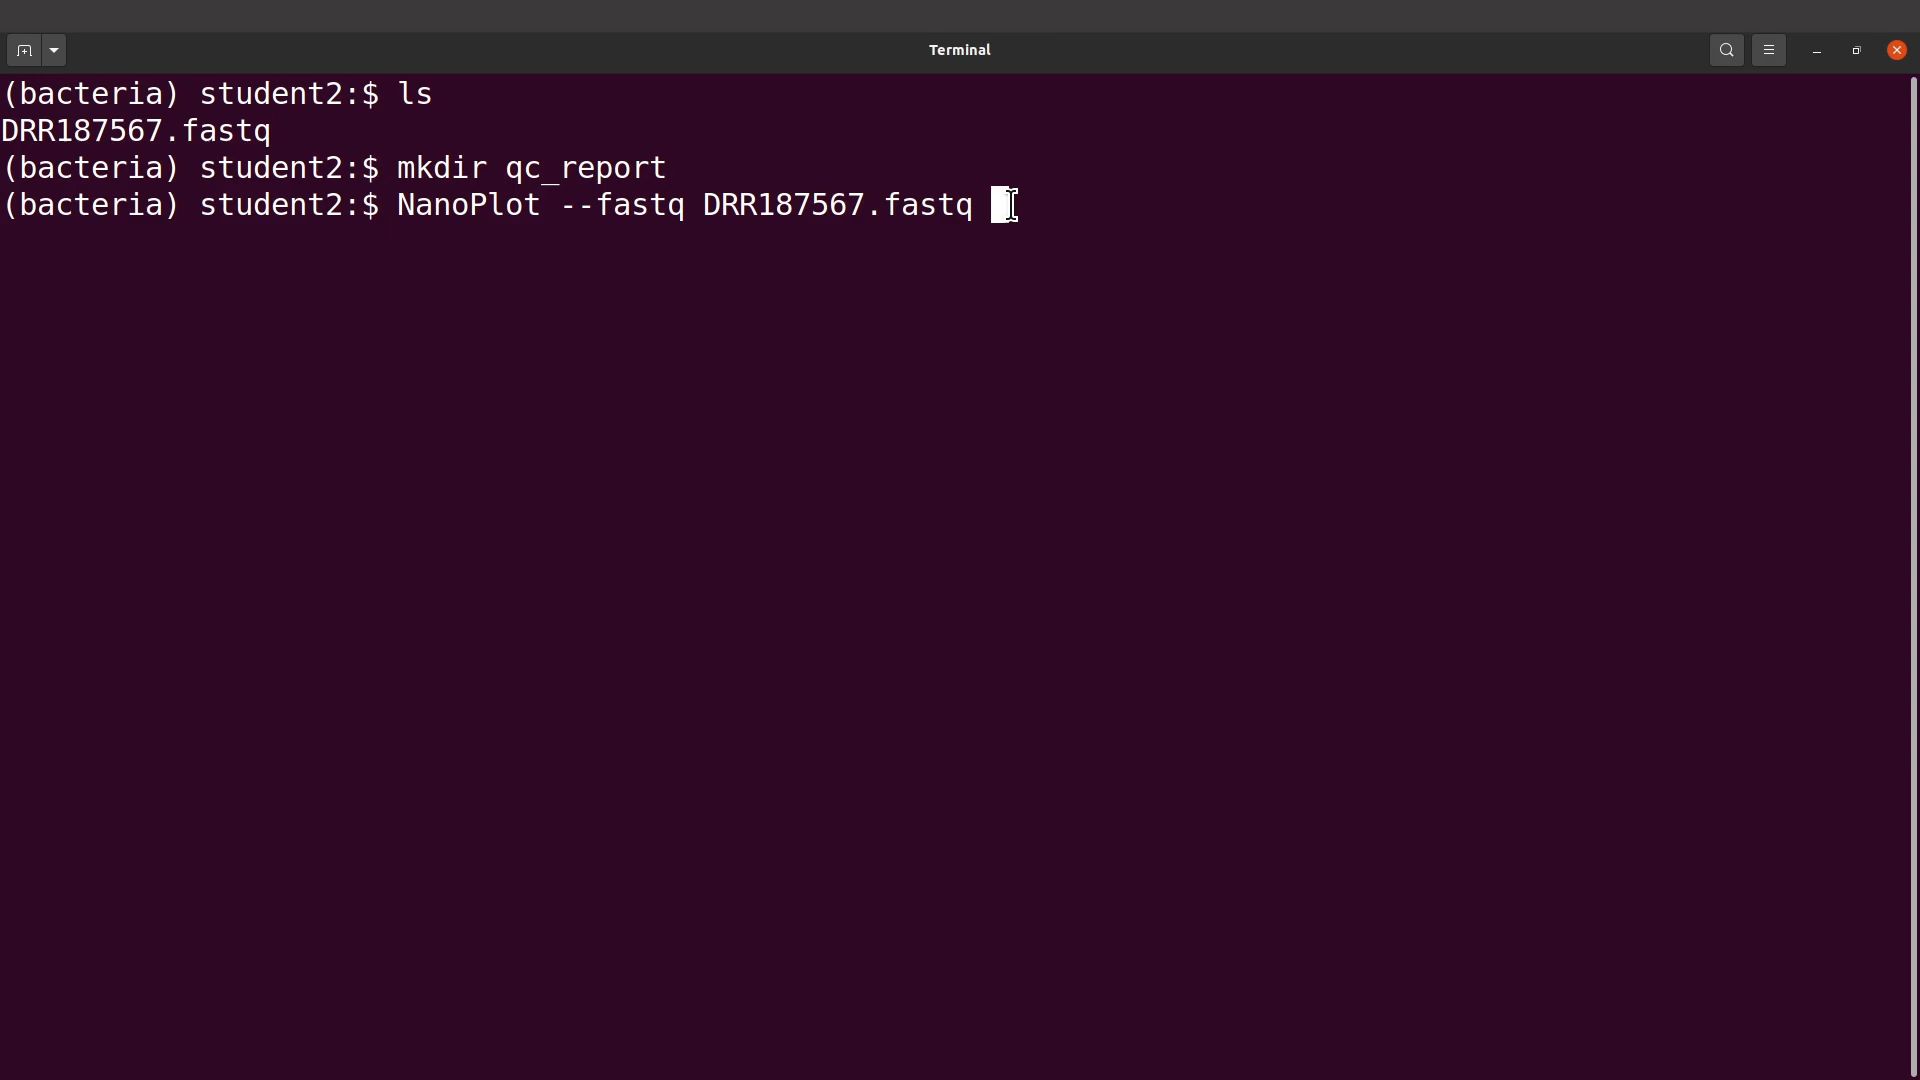 Terminal
(bacteria) student2:$ ls
DRR187567.fastq
(bacteria) student2:$ mkdir qc_report
(bacteria) student2:$ NanoPlot --fastq DRR187567.fastq